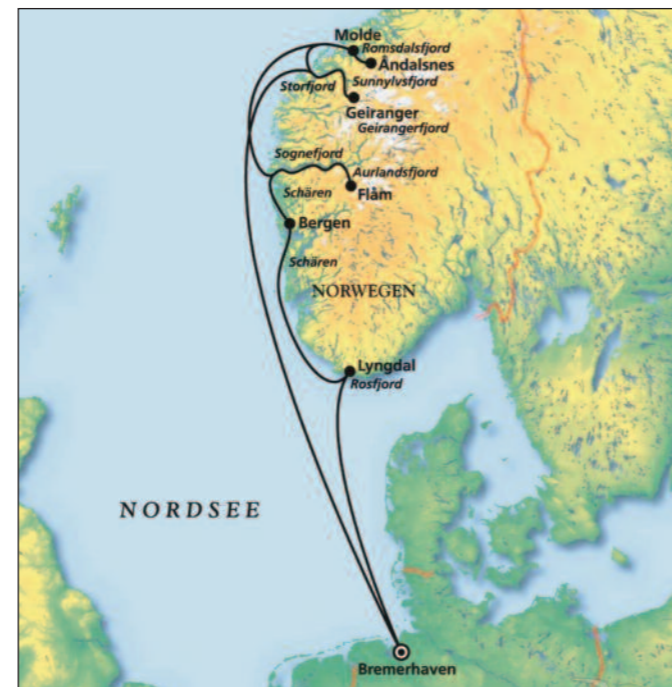 Molde
Romsdalsfjord
Åndalsnes
Storfjord
Sunnylvsfjord
Geiranger
Geirangerfjord
Sognefjord
Aurlandsfjord
Schären
Flåm
Bergen
Schären
NORWEGEN
Lyngdal
Rosfjord
NORDSEE
Bremerhaven